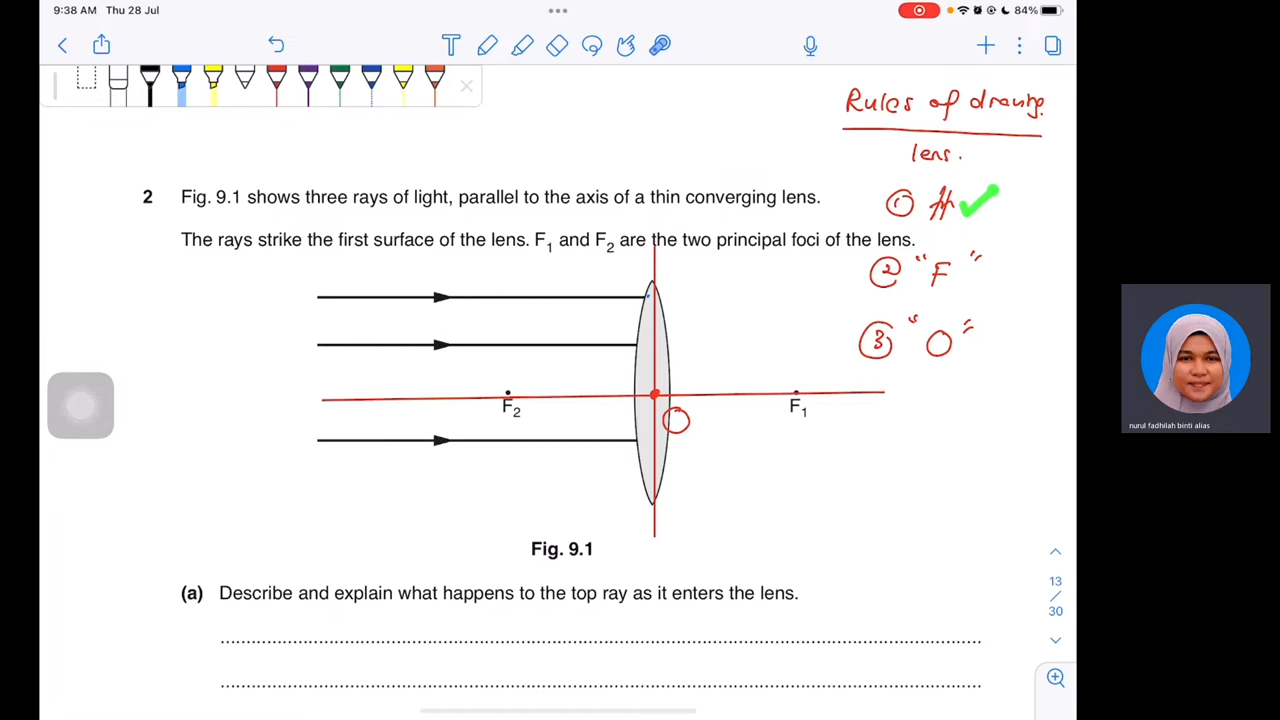 9:38 AM Thu 28 Jul
84%
Rules of drawing
lens.
① //
2 Fig. 9.1 shows three rays of light, parallel to the axis of a thin converging lens.
The rays strike the first surface of the lens. F1 and F2 are the two principal foci of the lens.
② "F"
③ "O"
F2
O
F1
nurul fadhilah binti alias
Fig. 9.1
(a) Describe and explain what happens to the top ray as it enters the lens.
13
/
30